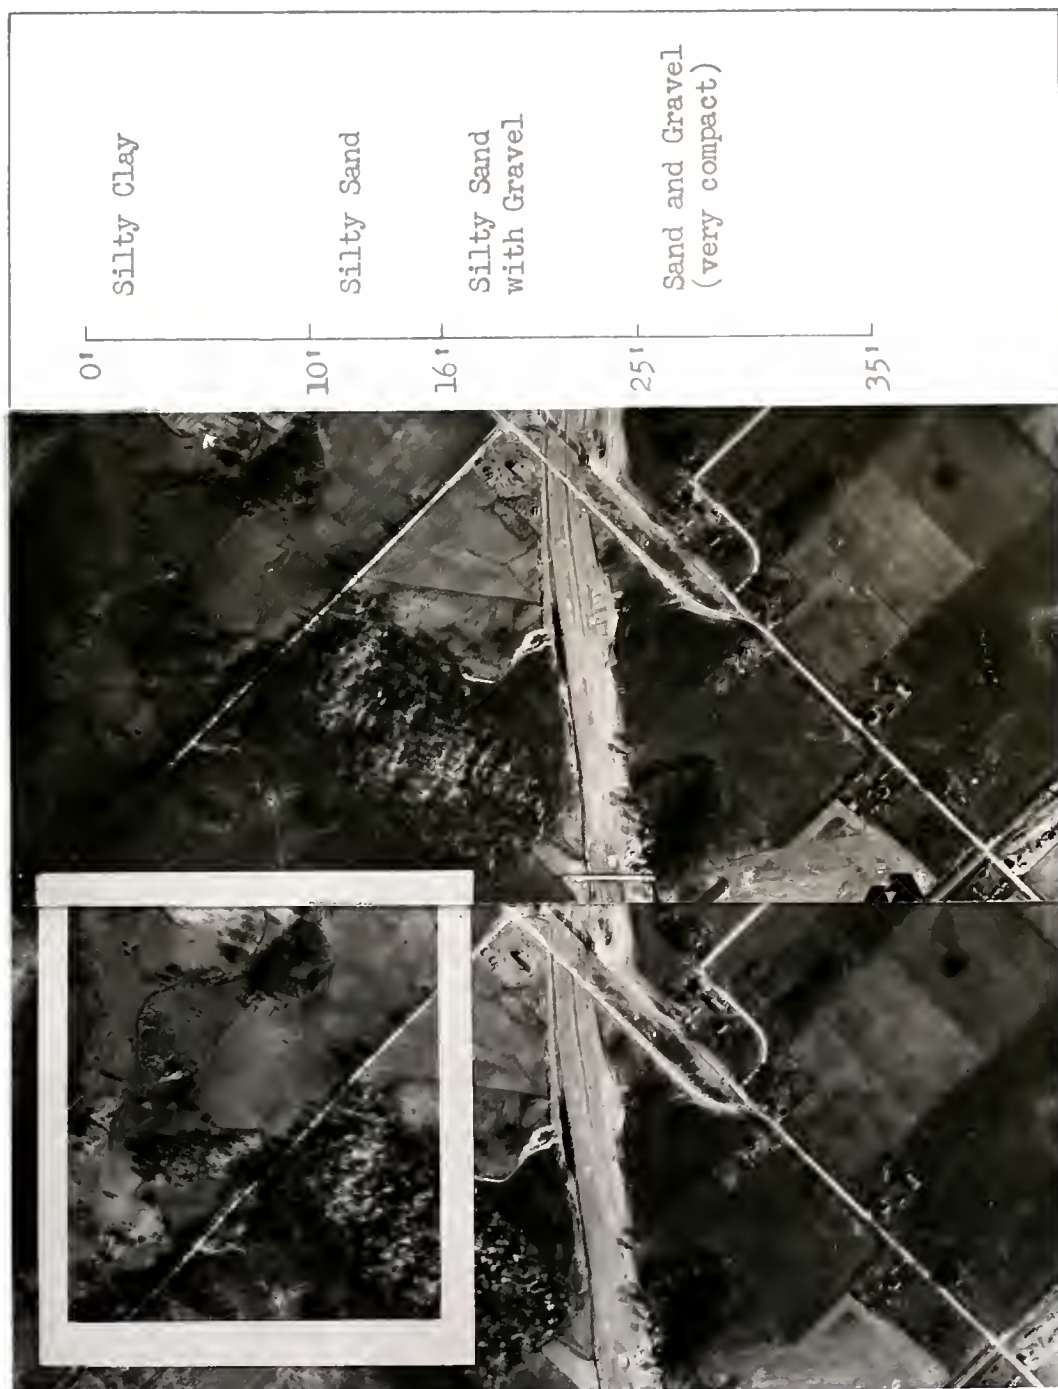 0'
Silty Clay
10'
Silty Sand
16'
Silty Sand
with Gravel
25'
Sand and Gravel
(very compact)
35'